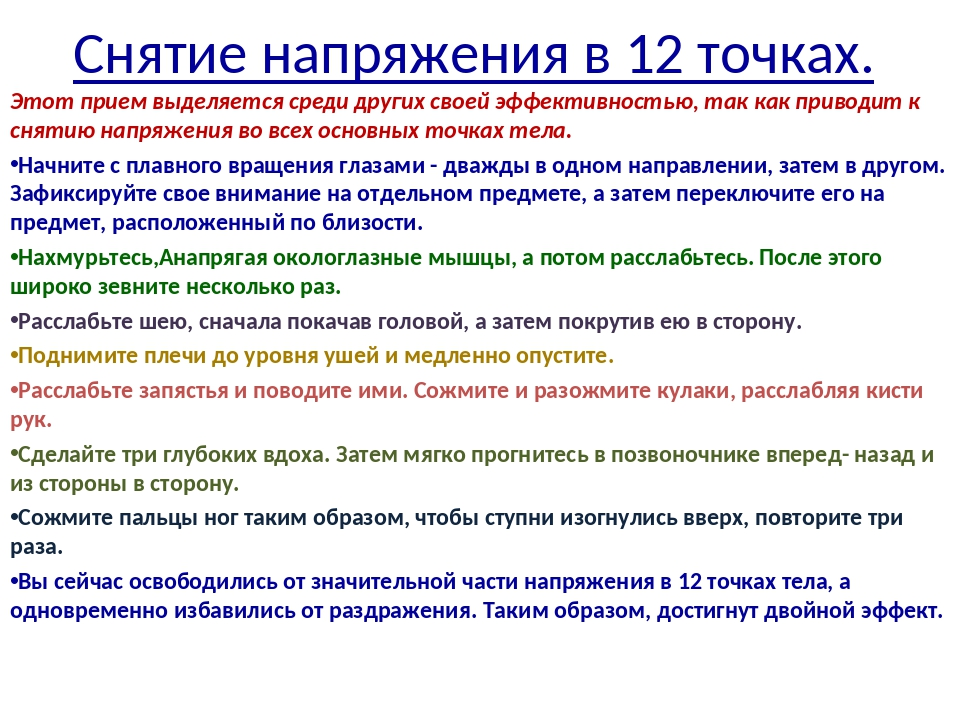 Снятие напряжения в 12 точках.
Этот прием выделяется среди других своей эффективностью, так как приводит к
снятию напряжения во всех основных точках тела.
•Начните с плавного вращения глазами - дважды в одном направлении, затем в другом.
Зафиксируйте свое внимание на отдельном предмете, а затем переключите его на
предмет, расположенный по близости.
•Нахмурьтесь,Анапрягая окологлазные мышцы, а потом расслабьтесь. После этого
широко зевните несколько раз.
•Расслабьте шею, сначала покачав головой, а затем покрутив ею в сторону.
•Поднимите плечи до уровня ушей и медленно опустите.
•Расслабьте запястья и поводите ими. Сожмите и разожмите кулаки, расслабляя кисти
рук.
•Сделайте три глубоких вдоха. Затем мягко прогнитесь в позвоночнике вперед- назад и
из стороны в сторону.
•Сожмите пальцы ног таким образом, чтобы ступни изогнулись вверх, повторите три
раза.
•Вы сейчас освободились от значительной части напряжения в 12 точках тела, а
одновременно избавились от раздражения. Таким образом, достигнут двойной эффект.